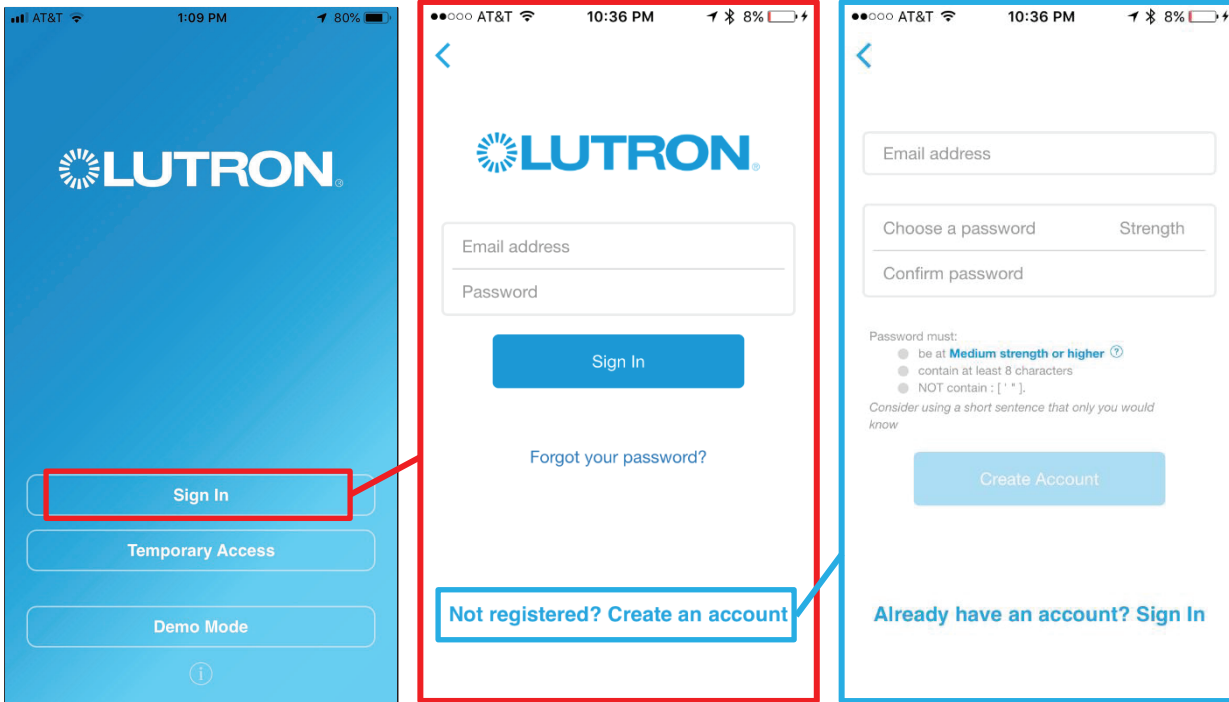 AT&T 1:09 PM 80%
LUTRON
Sign In
Temporary Access
Demo Mode
i
AT&T 10:36 PM 8%
LUTRON®
Email address
Password
Sign In
Forgot your password?
Not registered? Create an account
AT&T 10:36 PM 8%
Email address
Choose a password Strength
Confirm password
Password must:
be at Medium strength or higher ?
contain at least 8 characters
NOT contain : [ ' " ].
Consider using a short sentence that only you would
know
Create Account
Already have an account? Sign In